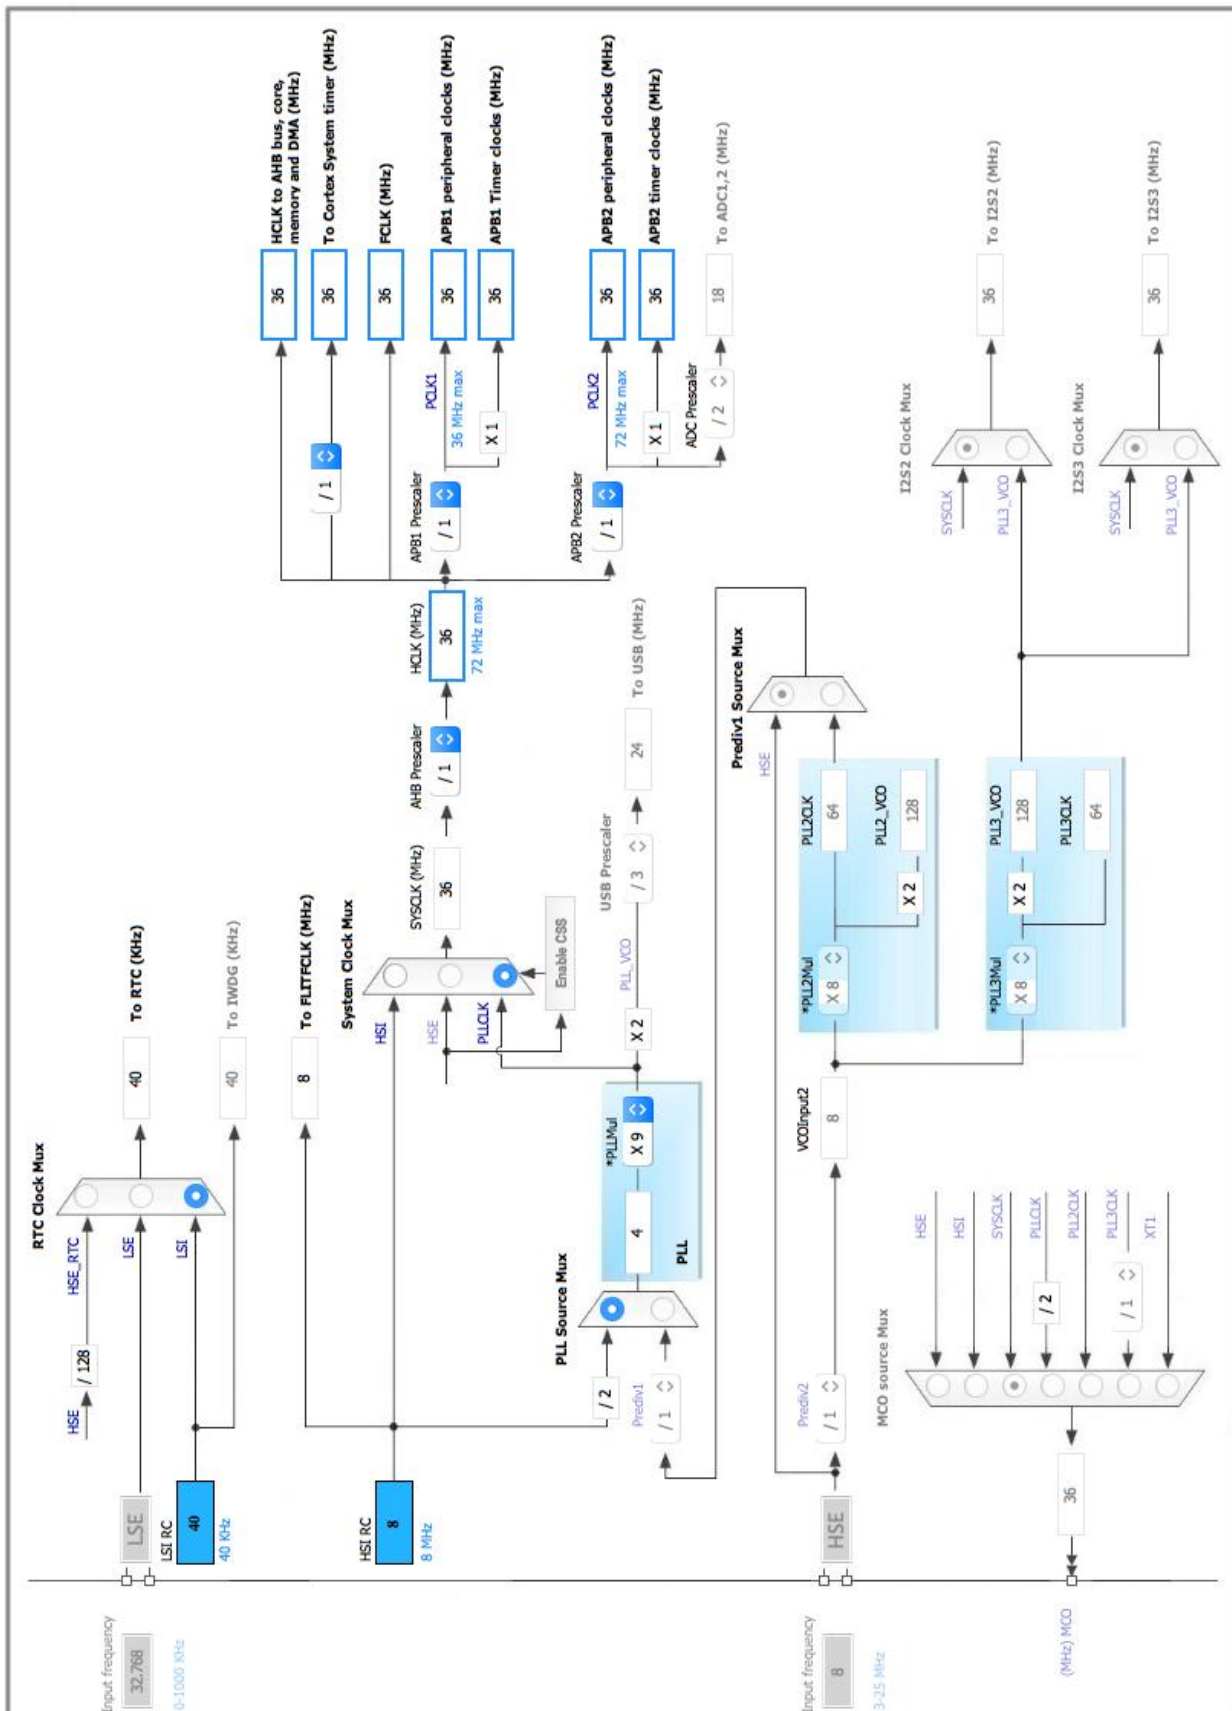 Input frequency
32.768
0-1000 KHz
LSE
LSI RC
40
40 KHz
HSE
/ 128
HSE_RTC
LSE
LSI
RTC Clock Mux
40
To RTC (KHz)
40
To IWDG (KHz)
HSI RC
8
8 MHz
8
To FLITFCLK (MHz)
/ 2
Prediv1
/ 1
PLL Source Mux
4
*PLLMul
X 9
PLL
HSI
HSE
PLLCLK
System Clock Mux
Enable CSS
X 2
PLL_VCO
USB Prescaler
/ 3
24
To USB (MHz)
SYSCLK (MHz)
36
AHB Prescaler
/ 1
HCLK (MHz)
36
72 MHz max
/ 1
36
HCLK to AHB bus, core,
memory and DMA (MHz)
36
To Cortex System timer (MHz)
36
FCLK (MHz)
APB1 Prescaler
/ 1
PCLK1
36 MHz max
X 1
36
APB1 peripheral clocks (MHz)
36
APB1 Timer clocks (MHz)
APB2 Prescaler
/ 1
PCLK2
72 MHz max
X 1
36
APB2 peripheral clocks (MHz)
36
APB2 timer clocks (MHz)
ADC Prescaler
/ 2
18
To ADC1,2 (MHz)
Input frequency
8
3-25 MHz
HSE
Prediv2
/ 1
VCOInput2
8
HSE
Prediv1 Source Mux
*PLL2Mul
X 8
PLL2CLK
64
X 2
PLL2_VCO
128
*PLL3Mul
X 8
X 2
PLL3_VCO
128
PLL3CLK
64
SYSCLK
PLL3_VCO
I2S2 Clock Mux
36
To I2S2 (MHz)
SYSCLK
PLL3_VCO
I2S3 Clock Mux
36
To I2S3 (MHz)
(MHz) MCO
36
MCO source Mux
HSE
HSI
SYSCLK
/ 2
PLLCLK
PLL2CLK
/ 1
PLL3CLK
XT1